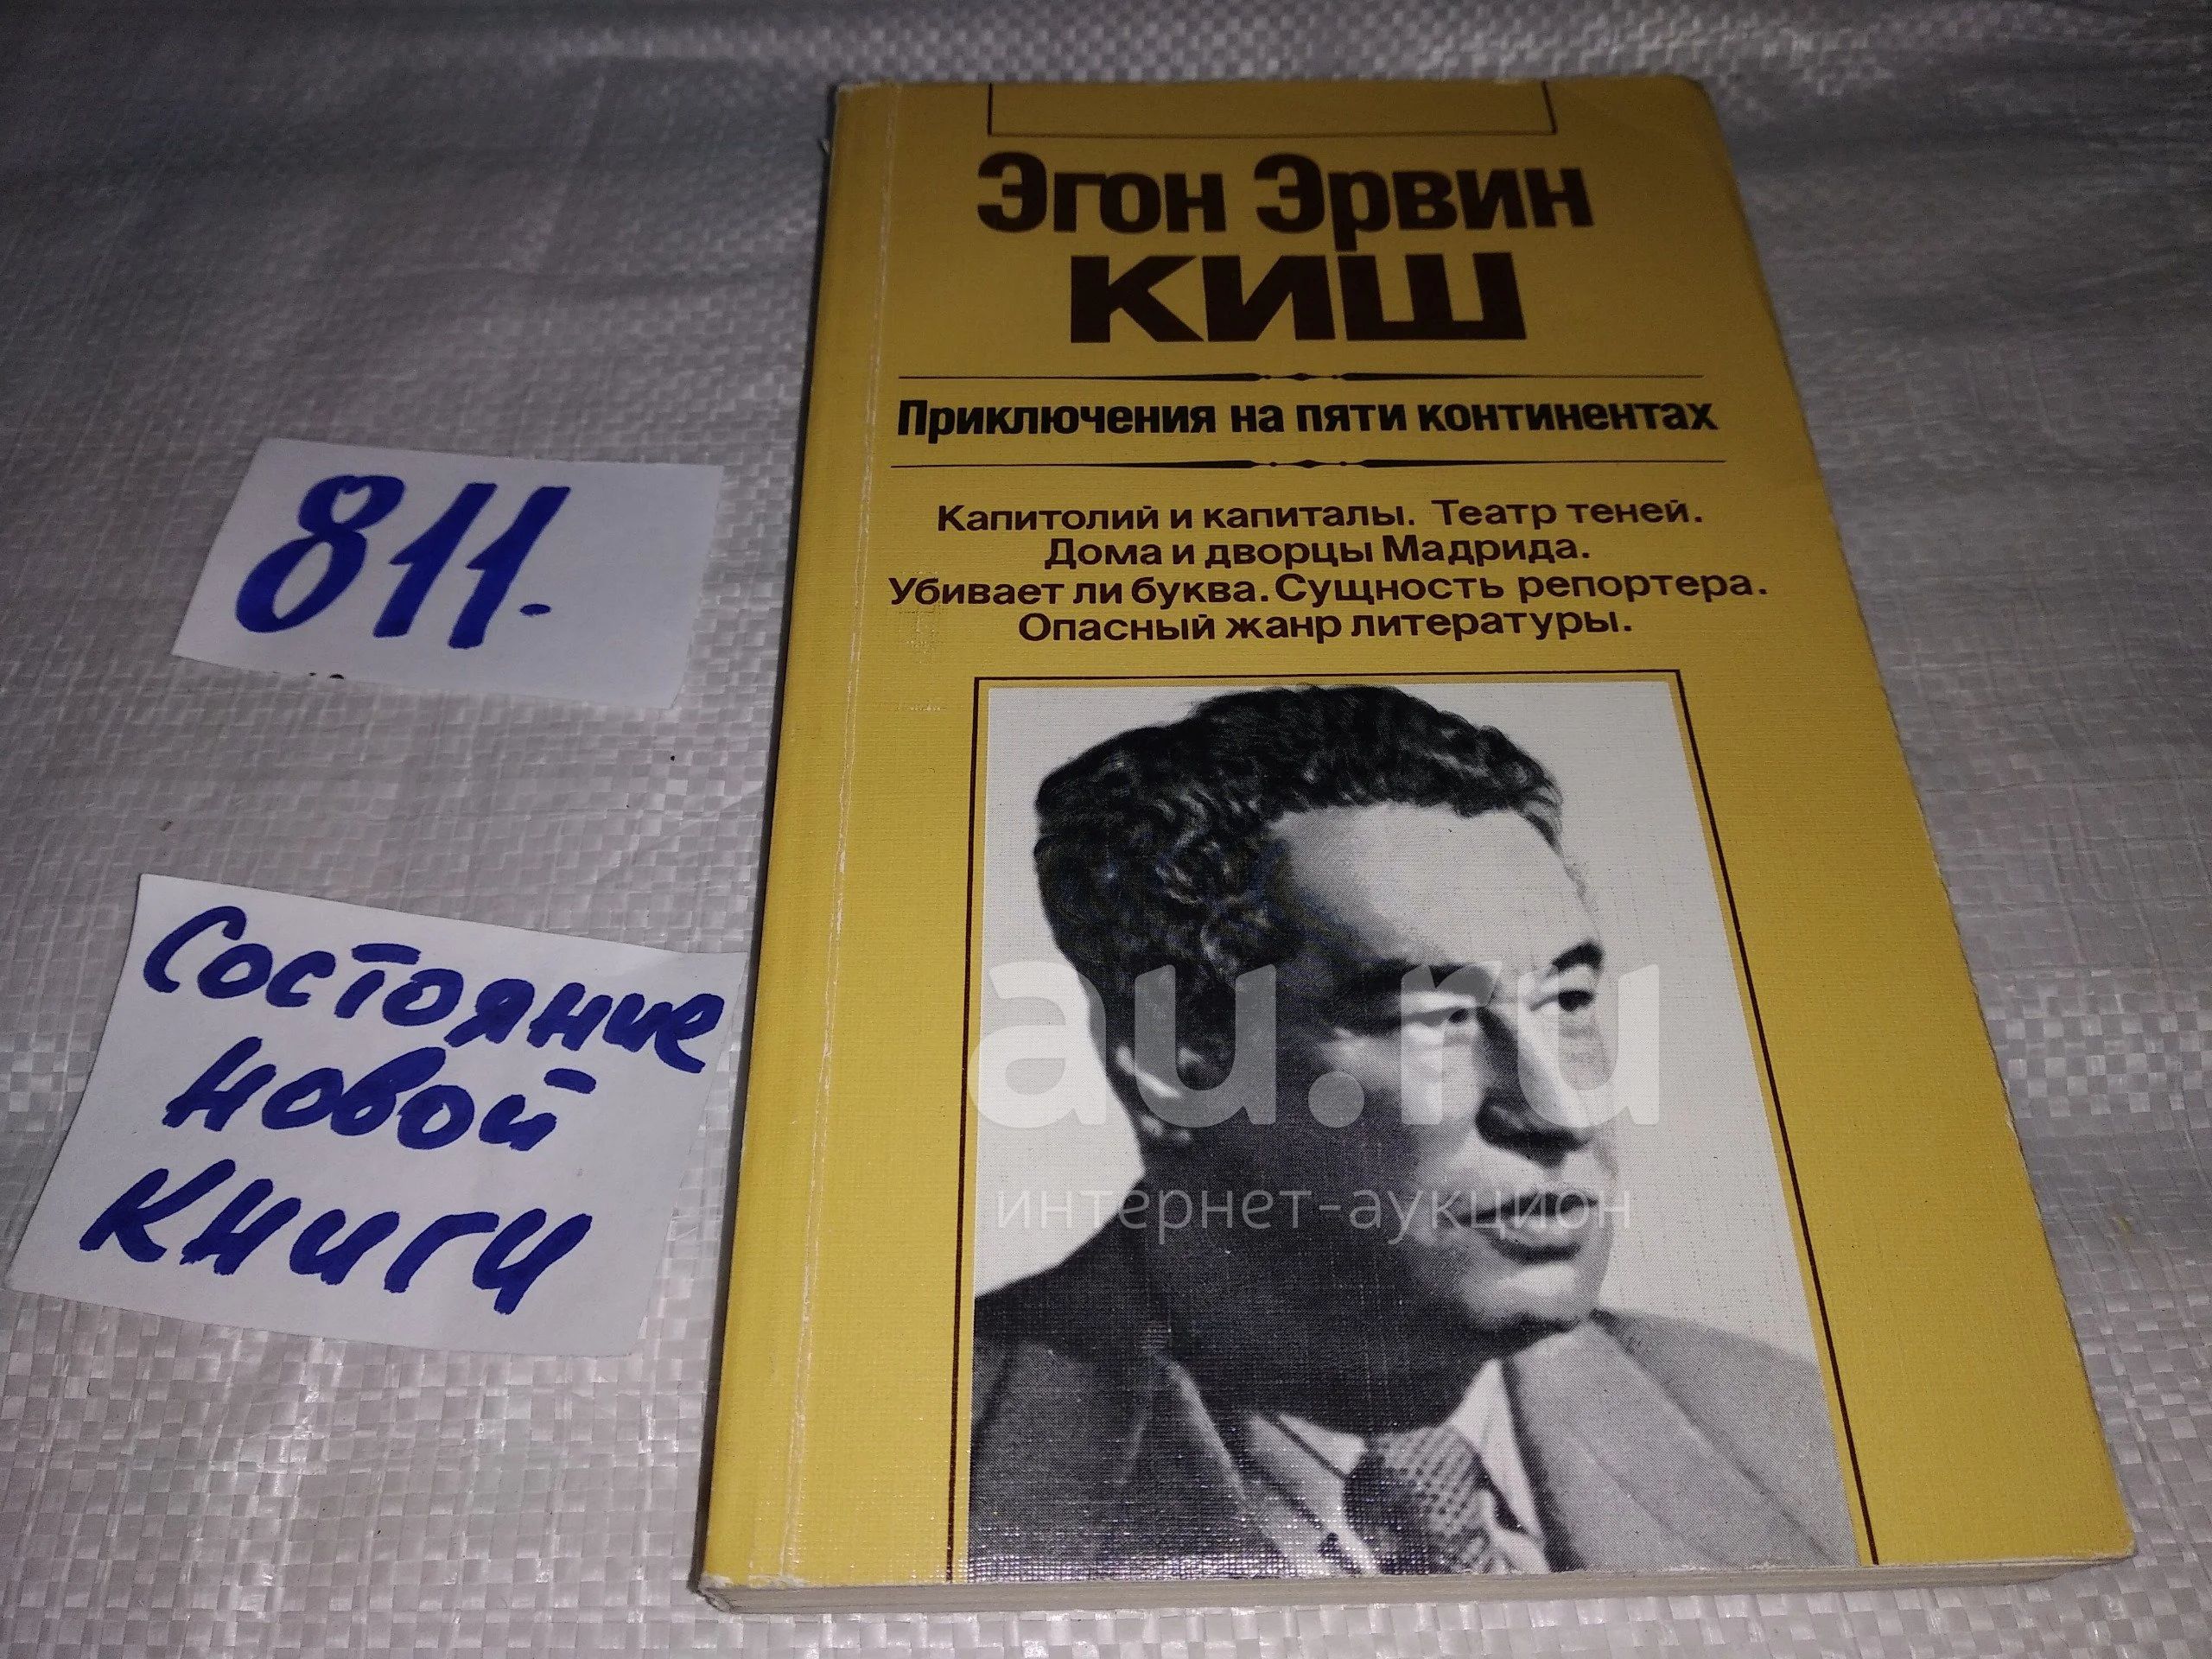 Эгон Эрвин
КИШ
Приключения на пяти континентах
Капитолий и капиталы. Театр теней.
Дома и дворцы Мадрида.
Убивает ли буква. Сущность репортера.
Опасный жанр литературы.
811.
Состояние
новой
книги
au.ru
интернет-аукцион